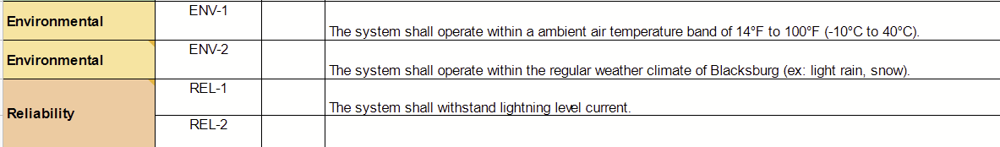 Environmental ENV-1 The system shall operate within a ambient air temperature band of 14°F to 100°F (-10°C to 40°C).
Environmental ENV-2 The system shall operate within the regular weather climate of Blacksburg (ex: light rain, snow).
Reliability REL-1 The system shall withstand lightning level current.
REL-2